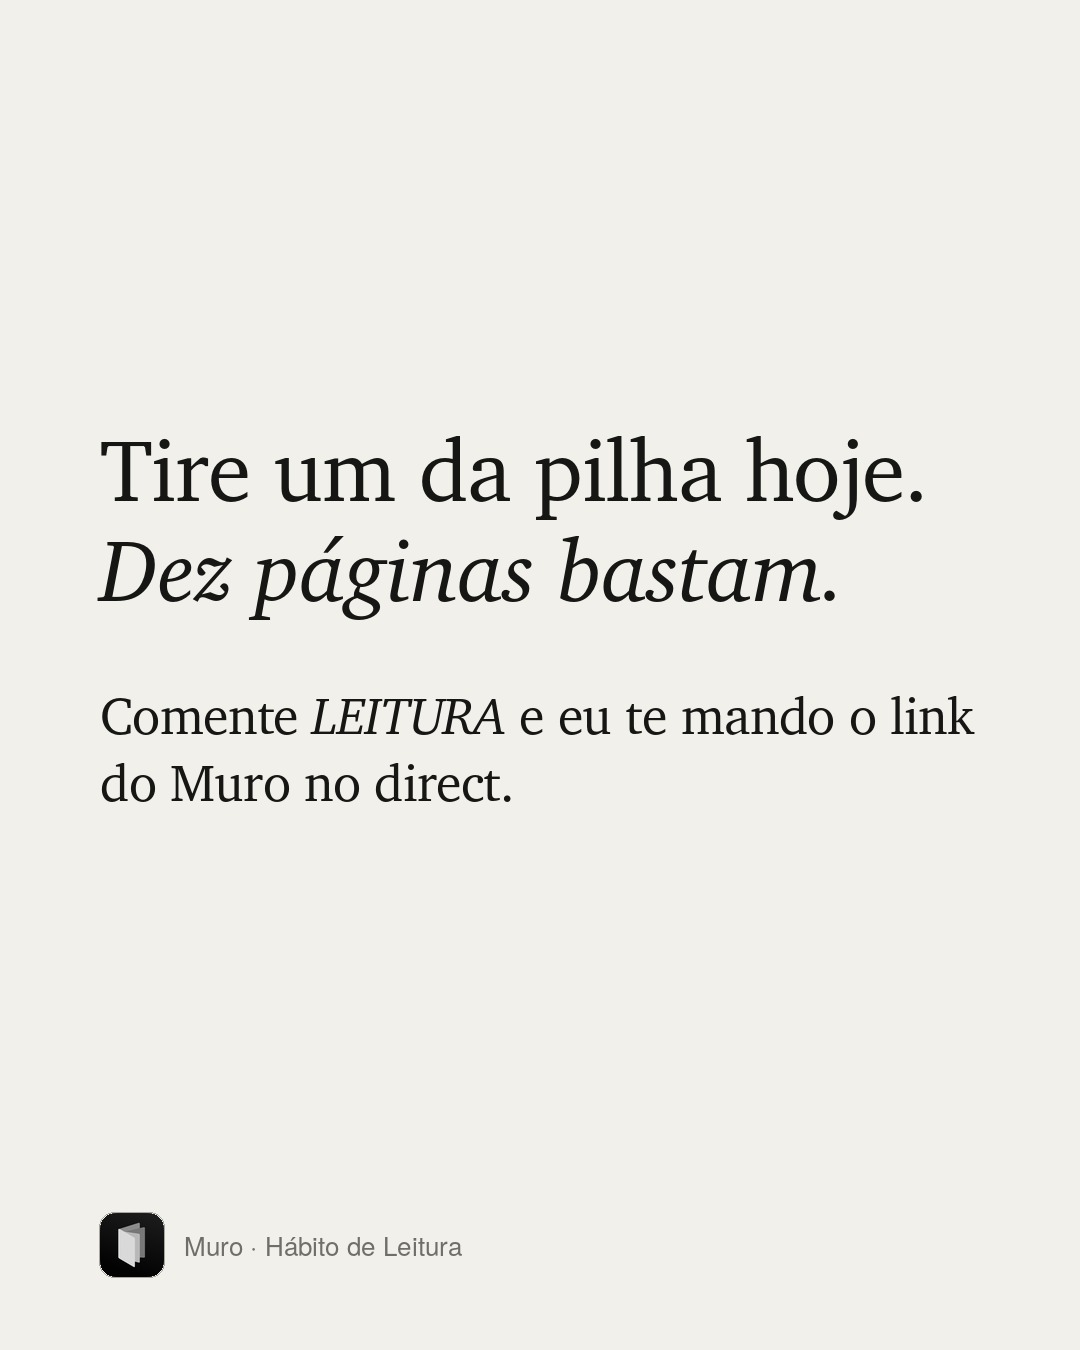 Tire um da pilha hoje.
Dez páginas bastam.
Comente LEITURA e eu te mando o link
do Muro no direct.
Muro · Hábito de Leitura